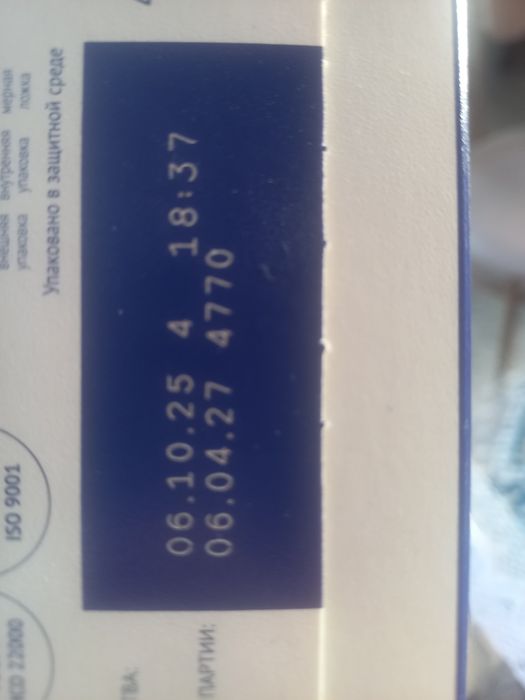 внешняя внутренняя мерная
упаковка упаковка ложка
Упаковано в защитной среде
ISO 9001
22000
06.10.25 4 18:37
06.04.27 4770
ПАРТИИ: